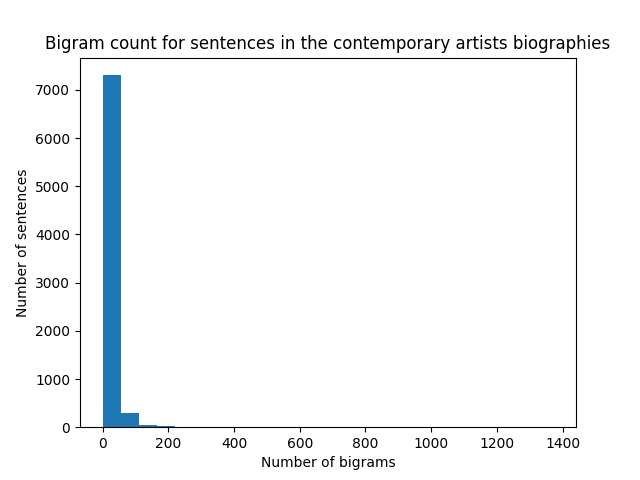 Bigram count for sentences in the contemporary artists biographies
7000
6000
5000
4000
3000
2000
1000
0
Number of sentences
0 200 400 600 800 1000 1200 1400
Number of bigrams